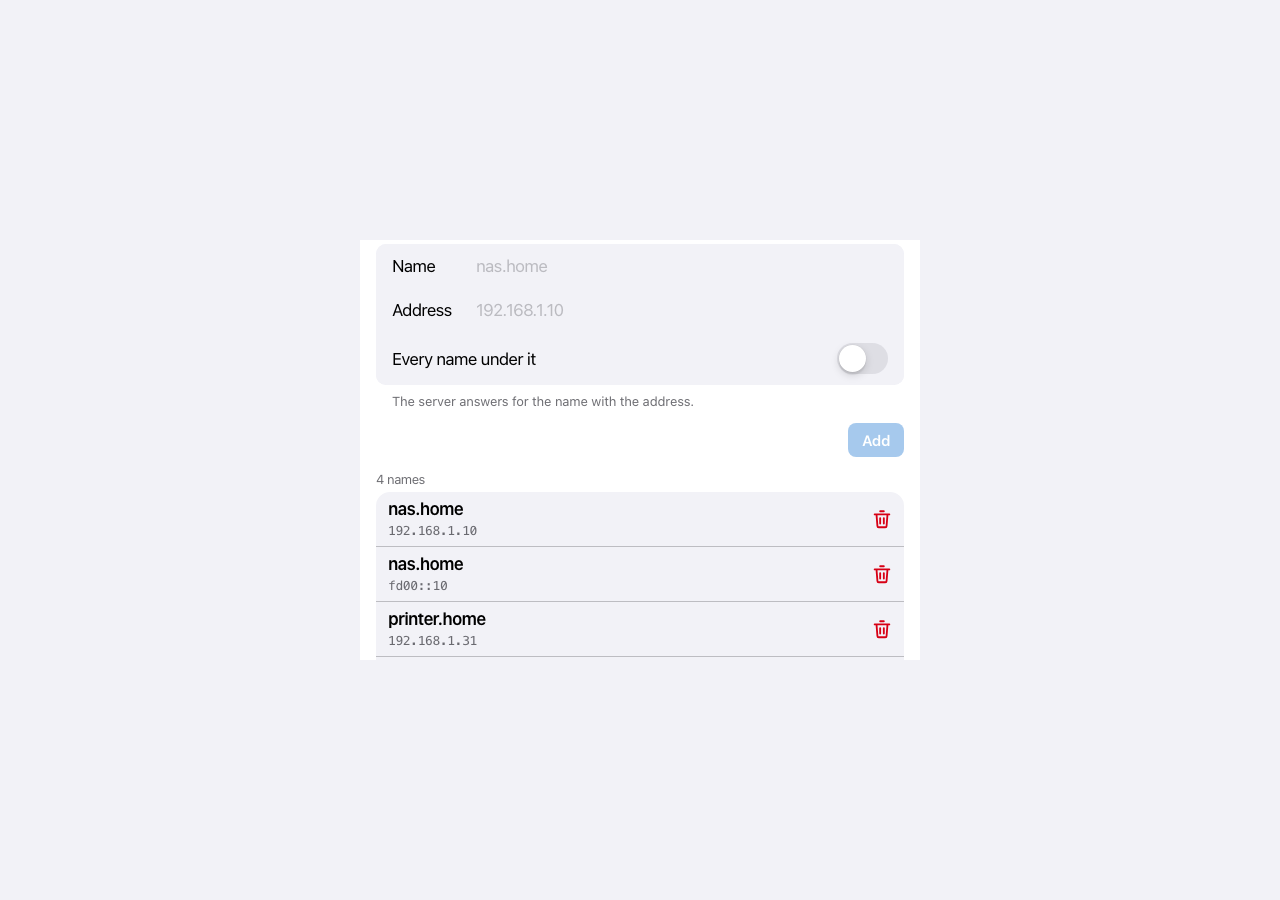 Name nas.home
Address 192.168.1.10
Every name under it
The server answers for the name with the address.
Add
4 names
nas.home
192.168.1.10
nas.home
fd00::10
printer.home
192.168.1.31